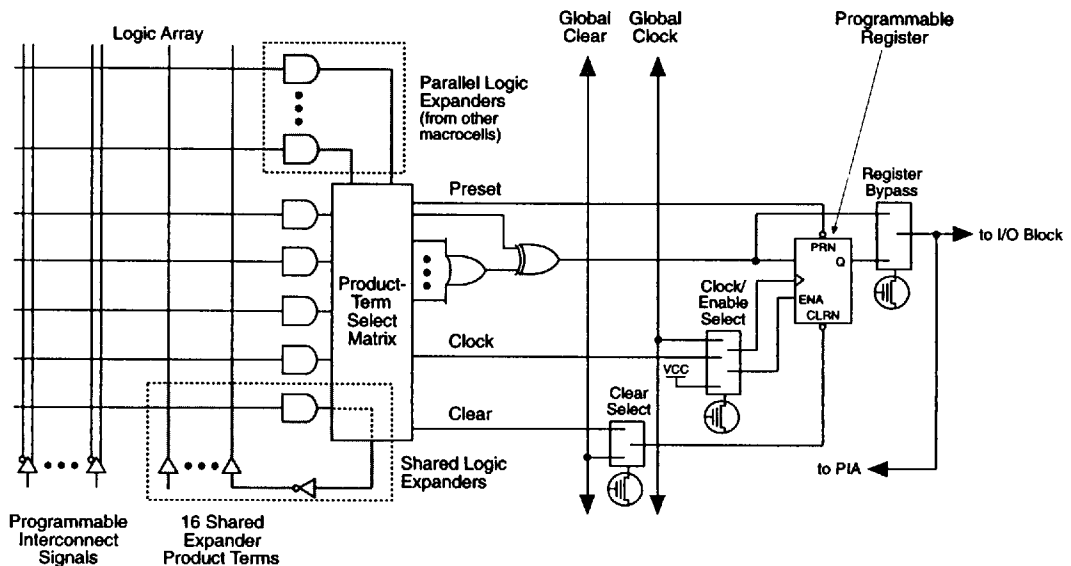 Logic Array
Global
Clear
Global
Clock
Programmable
Register
Parallel Logic
Expanders
(from other
macrocells)
Preset
Register
Bypass
to I/O Block
PRN
Q
ENA
CLRN
Product-
Term
Select
Matrix
Clock/
Enable
Select
Clock
VCC
Clear
Clear
Select
Shared Logic
Expanders
to PIA
Programmable
Interconnect
Signals
16 Shared
Expander
Product Terms